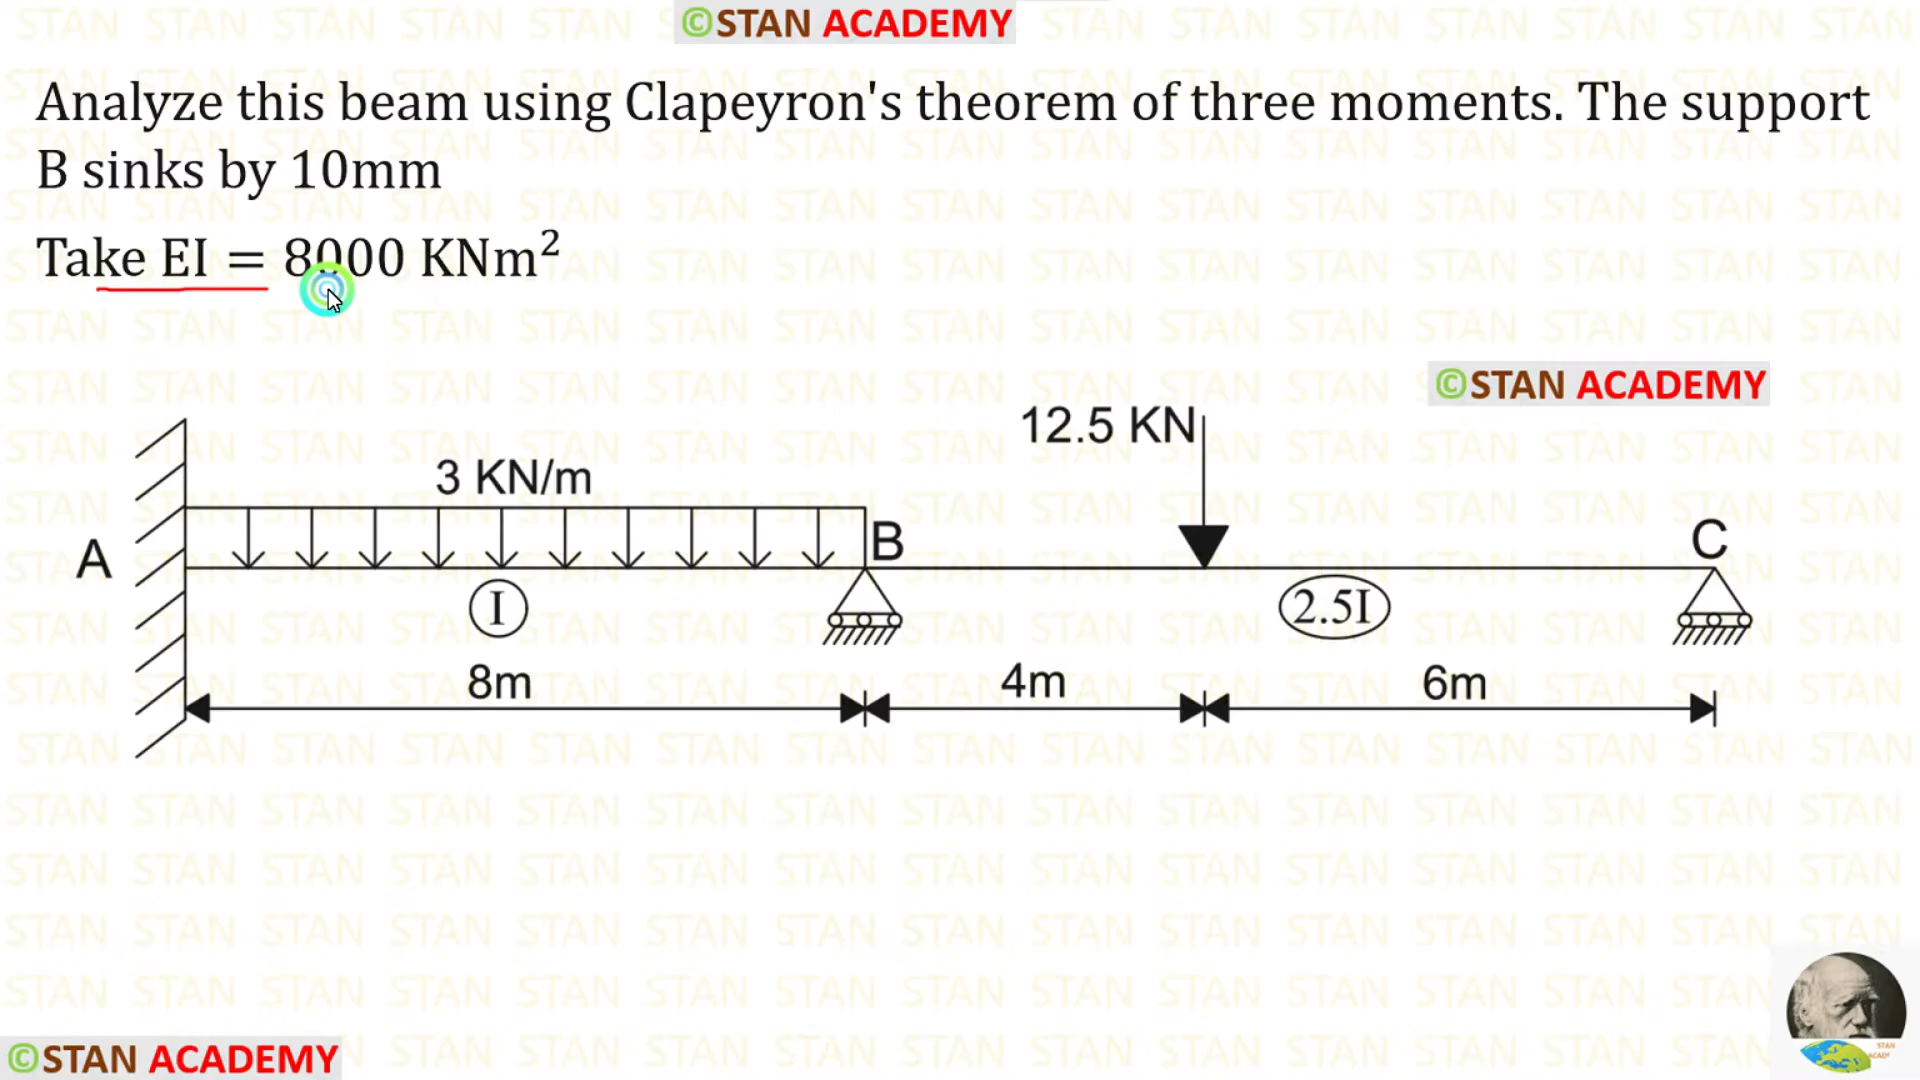 ©STAN ACADEMY
Analyze this beam using Clapeyron's theorem of three moments. The support
B sinks by 10mm
Take EI = 8000 KNm²
©STAN ACADEMY
12.5 KN
3 KN/m
A
B
C
I
2.5I
8m
4m
6m
©STAN ACADEMY
STAN